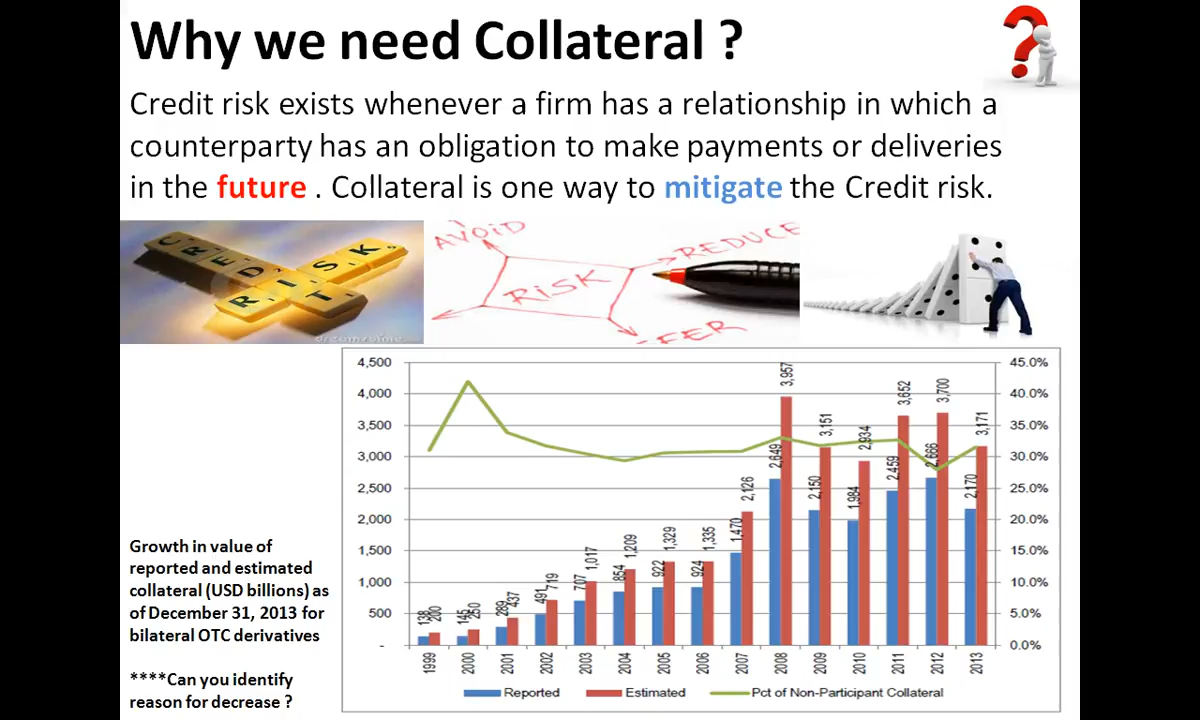 Why we need Collateral ?
Credit risk exists whenever a firm has a relationship in which a
counterparty has an obligation to make payments or deliveries
in the future . Collateral is one way to mitigate the Credit risk.
CREDIT
RISK
AVOID
REDUCE
RISK
FER
dreamstime
4,500
4,000
3,500
3,000
2,500
2,000
1,500
1,000
500
-
45.0%
40.0%
35.0%
30.0%
25.0%
20.0%
15.0%
10.0%
5.0%
0.0%
138 200
145 250
289 437
491 719
707 1,017
854 1,209
922 1,329
924 1,335
1,470 2,126
2,649 3,957
2,150 3,151
1,984 2,934
2,459 3,652
2,666 3,700
2,170 3,171
1999 2000 2001 2002 2003 2004 2005 2006 2007 2008 2009 2010 2011 2012 2013
Reported Estimated Pct of Non-Participant Collateral
Growth in value of
reported and estimated
collateral (USD billions) as
of December 31, 2013 for
bilateral OTC derivatives
****Can you identify
reason for decrease ?